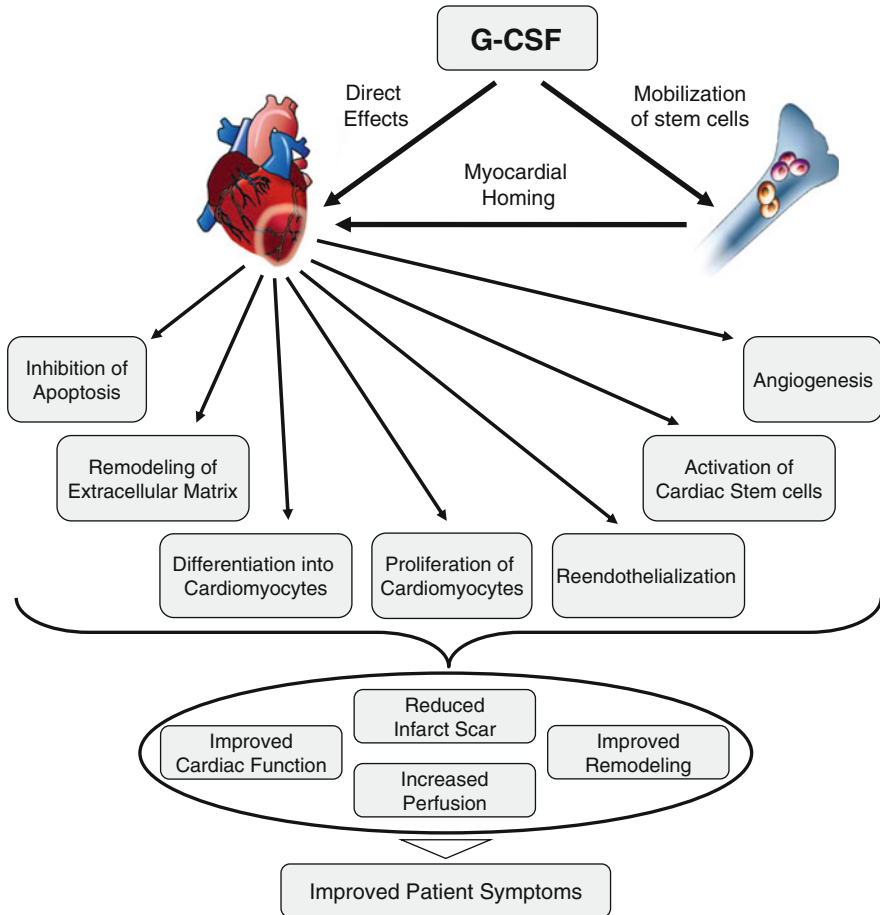 G-CSF
Direct
Effects
Mobilization
of stem cells
Myocardial
Homing
Inhibition of
Apoptosis
Angiogenesis
Remodeling of
Extracellular Matrix
Activation of
Cardiac Stem cells
Differentiation into
Cardiomyocytes
Proliferation of
Cardiomyocytes
Reendothelialization
Reduced
Infarct Scar
Improved
Cardiac Function
Improved
Remodeling
Increased
Perfusion
Improved Patient Symptoms